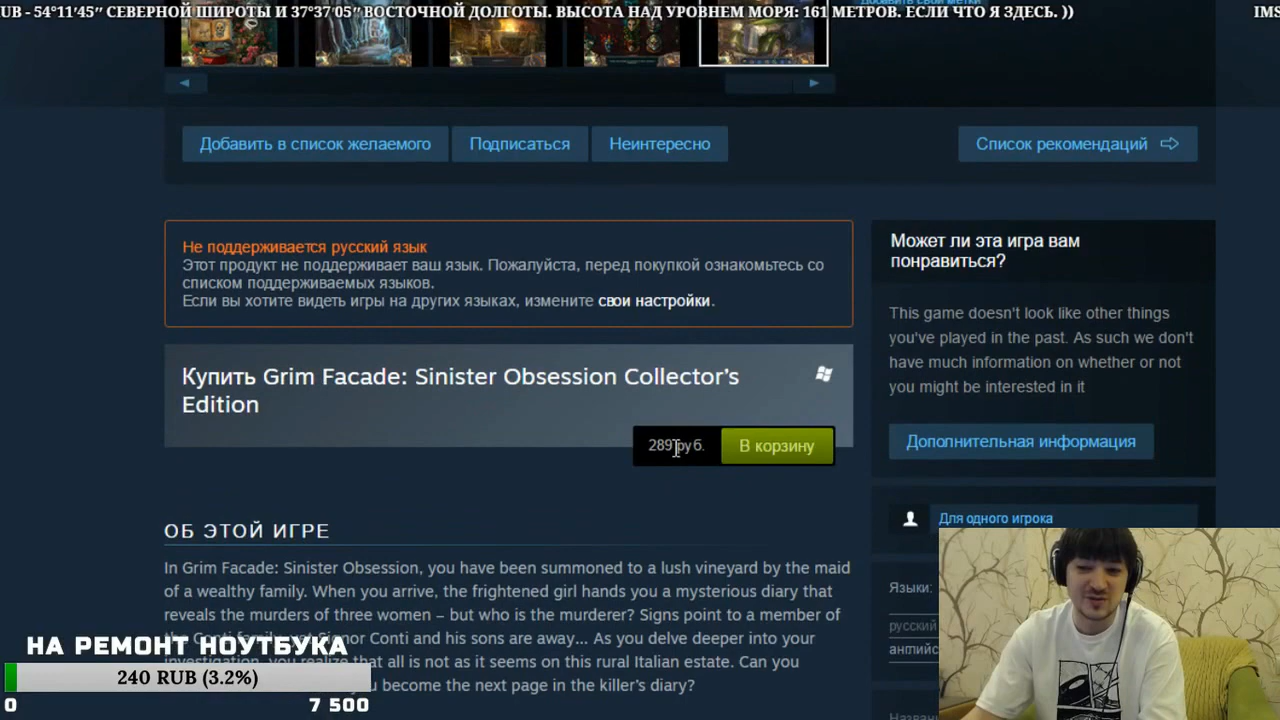 UB - 54°11′45″ СЕВЕРНОЙ ШИРОТЫ И 37°37′05″ ВОСТОЧНОЙ ДОЛГОТЫ. ВЫСОТА НАД УРОВНЕМ МОРЯ: 161 МЕТРОВ. ЕСЛИ ЧТО Я ЗДЕСЬ. )) IMS
Добавить в список желаемого
Подписаться
Неинтересно
Список рекомендаций
Не поддерживается русский язык
Этот продукт не поддерживает ваш язык. Пожалуйста, перед покупкой ознакомьтесь со
списком поддерживаемых языков.
Если вы хотите видеть игры на других языках, измените свои настройки.
Купить Grim Facade: Sinister Obsession Collector's
Edition
289 руб.
В корзину
ОБ ЭТОЙ ИГРЕ
In Grim Facade: Sinister Obsession, you have been summoned to a lush vineyard by the maid
of a wealthy family. When you arrive, the frightened girl hands you a mysterious diary that
reveals the murders of three women – but who is the murderer? Signs point to a member of
the Conti family, yet Signor Conti and his sons are away... As you delve deeper into your
investigation, you realize that all is not as it seems on this rural Italian estate. Can you
become the next page in the killer's diary?
Может ли эта игра вам
понравиться?
This game doesn't look like other things
you've played in the past. As such we don't
have much information on whether or not
you might be interested in it
Дополнительная информация
Для одного игрока
Языки:
русский
английс
НА РЕМОНТ НОУТБУКА
240 RUB (3.2%)
0
7 500